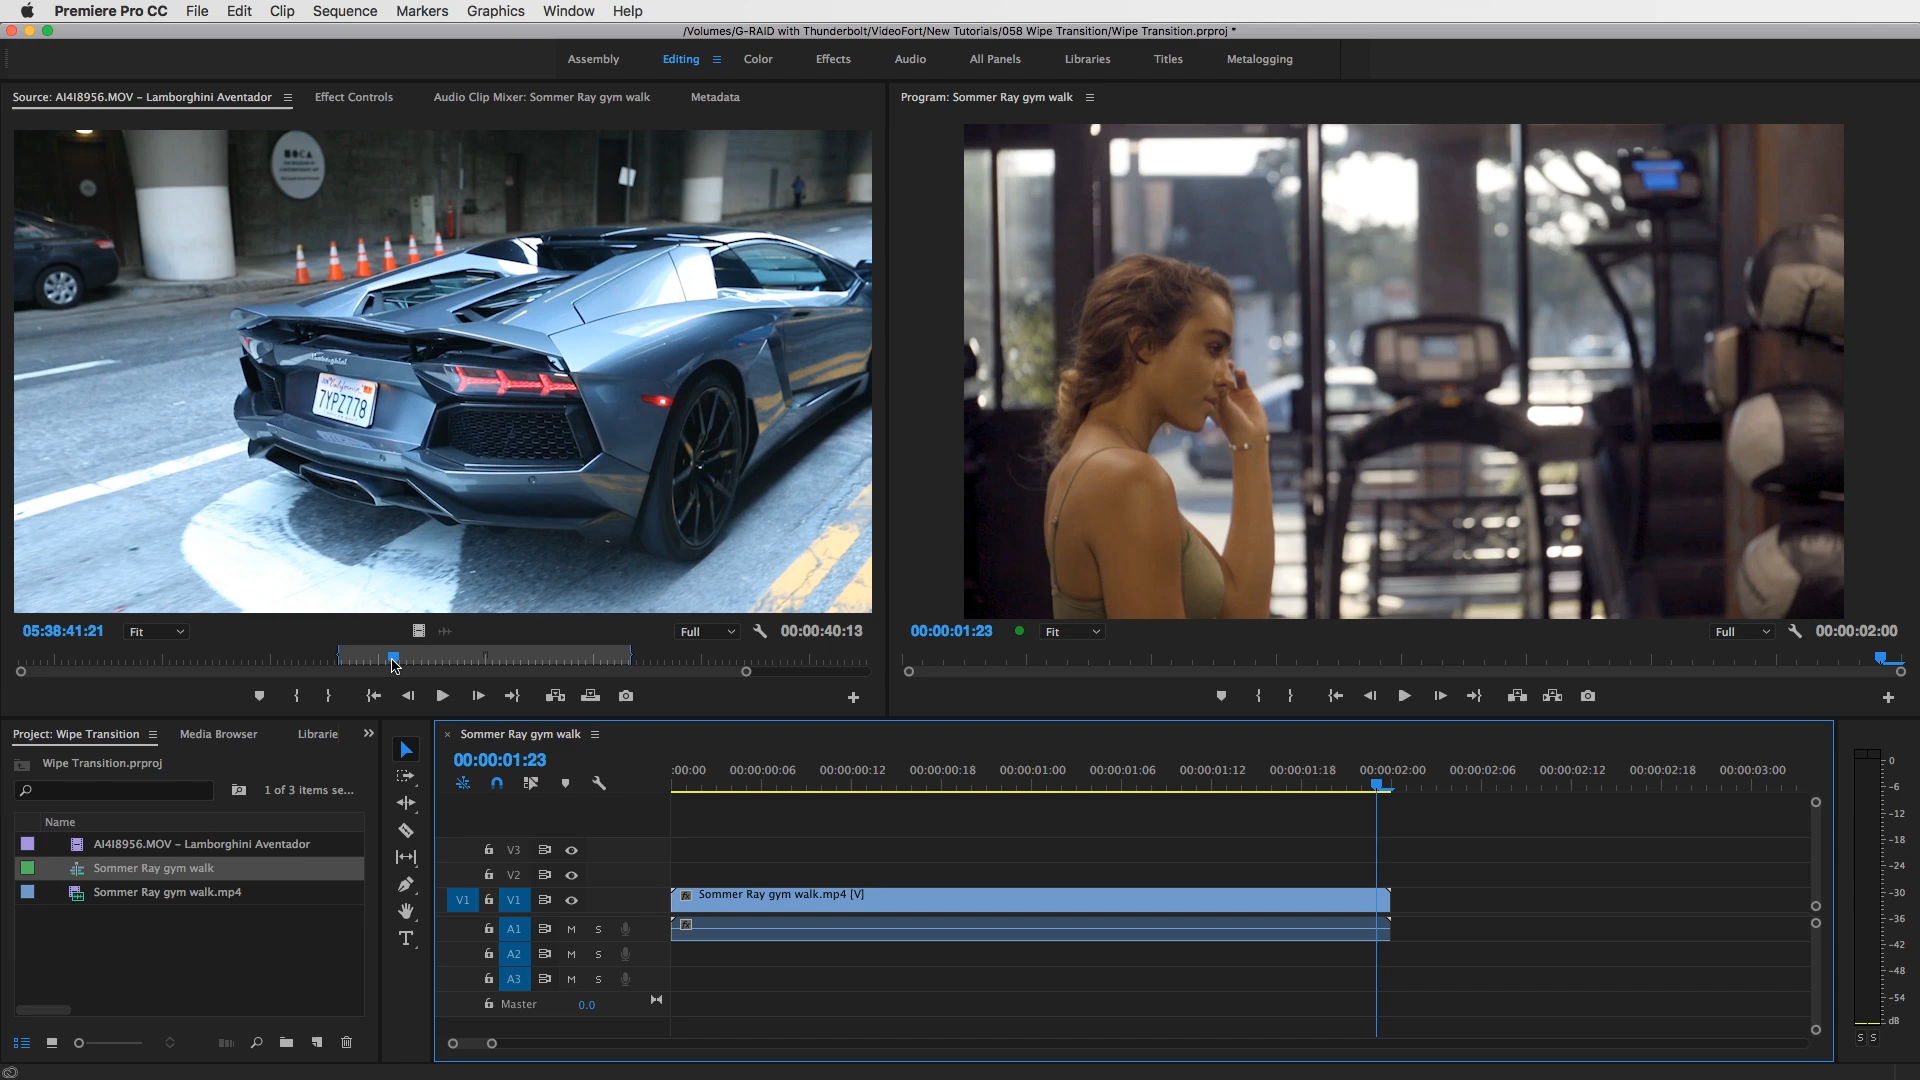 Premiere Pro CC File Edit Clip Sequence Markers Graphics Window Help
/Volumes/G-RAID with Thunderbolt/VideoFort/New Tutorials/058 Wipe Transition/Wipe Transition.prproj *
Assembly Editing Color Effects Audio All Panels Libraries Titles Metalogging
Source: AI4I8956.MOV – Lamborghini Aventador Effect Controls Audio Clip Mixer: Sommer Ray gym walk Metadata
Program: Sommer Ray gym walk
MOCA
Lamborghini
California
7YPZ778
05:38:41:21 Fit Full 00:00:40:13
00:00:01:23 Fit Full 00:00:02:00
Project: Wipe Transition Media Browser Librarie
Wipe Transition.prproj
1 of 3 items se...
Name
AI4I8956.MOV – Lamborghini Aventador
Sommer Ray gym walk
Sommer Ray gym walk.mp4
Sommer Ray gym walk
00:00:01:23
:00:00 00:00:00:06 00:00:00:12 00:00:00:18 00:00:01:00 00:00:01:06 00:00:01:12 00:00:01:18 00:00:02:00 00:00:02:06 00:00:02:12 00:00:02:18 00:00:03:00
V3
V2
V1 V1 Sommer Ray gym walk.mp4 [V]
A1 M S
A2 M S
A3 M S
Master 0.0
0
-6
-12
-18
-24
-30
-36
-42
-48
-54
dB
S S